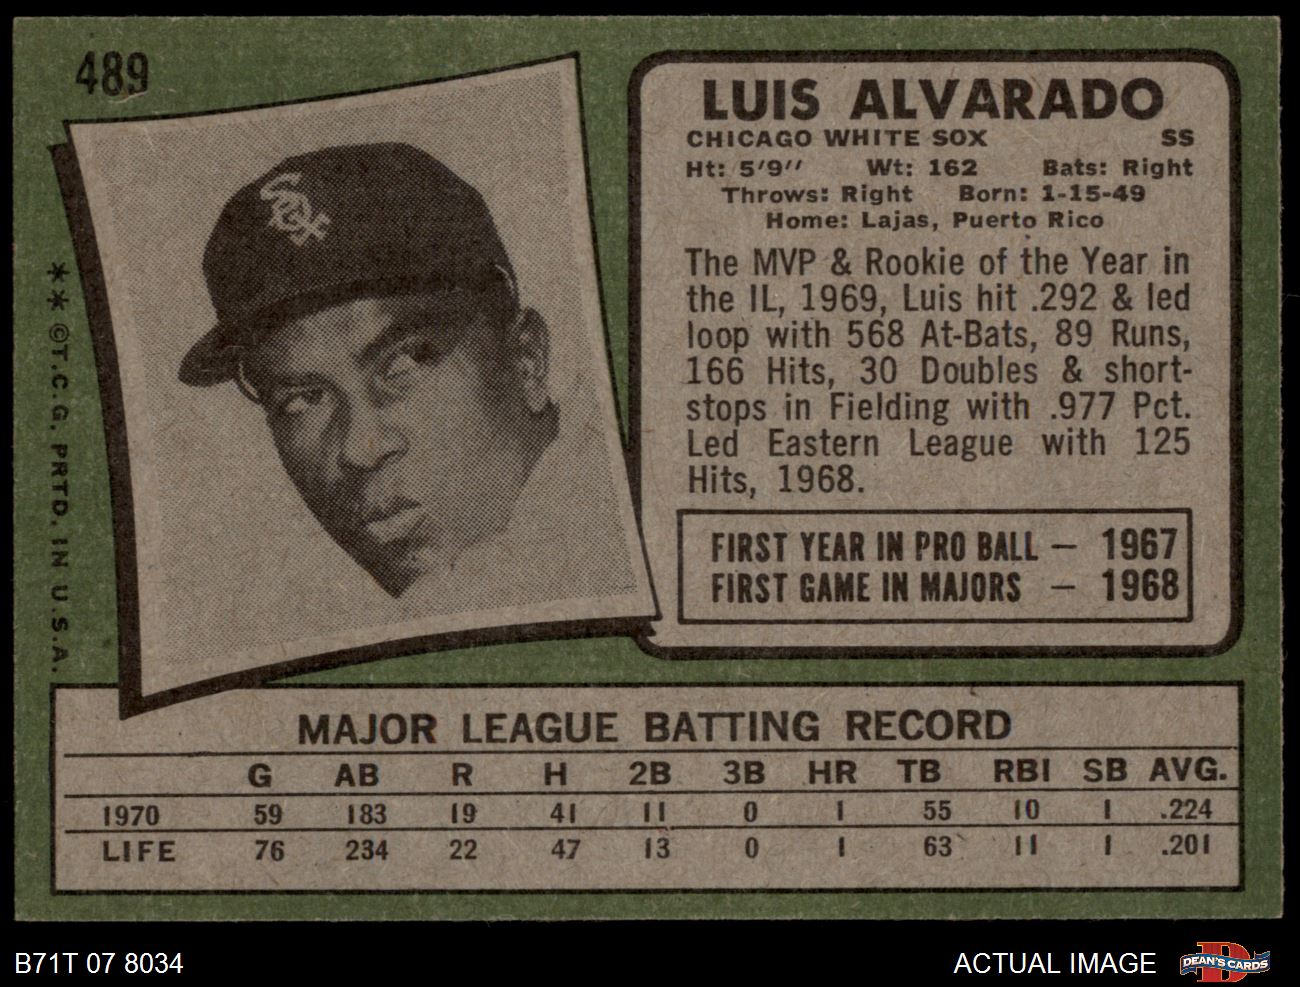 489
LUIS ALVARADO
CHICAGO WHITE SOX SS
Ht: 5'9'' Wt: 162 Bats: Right
Throws: Right Born: 1-15-49
Home: Lajas, Puerto Rico
The MVP & Rookie of the Year in
the IL, 1969, Luis hit .292 & led
loop with 568 At-Bats, 89 Runs,
166 Hits, 30 Doubles & short-
stops in Fielding with .977 Pct.
Led Eastern League with 125
Hits, 1968.
FIRST YEAR IN PRO BALL — 1967
FIRST GAME IN MAJORS — 1968
SOX
**©T.C.G. PRTD. IN U.S.A.
MAJOR LEAGUE BATTING RECORD
G AB R H 2B 3B HR TB RBI SB AVG.
1970 59 183 19 41 11 0 1 55 10 1 .224
LIFE 76 234 22 47 13 0 1 63 11 1 .201
B71T 07 8034
ACTUAL IMAGE
DEAN'S CARDS